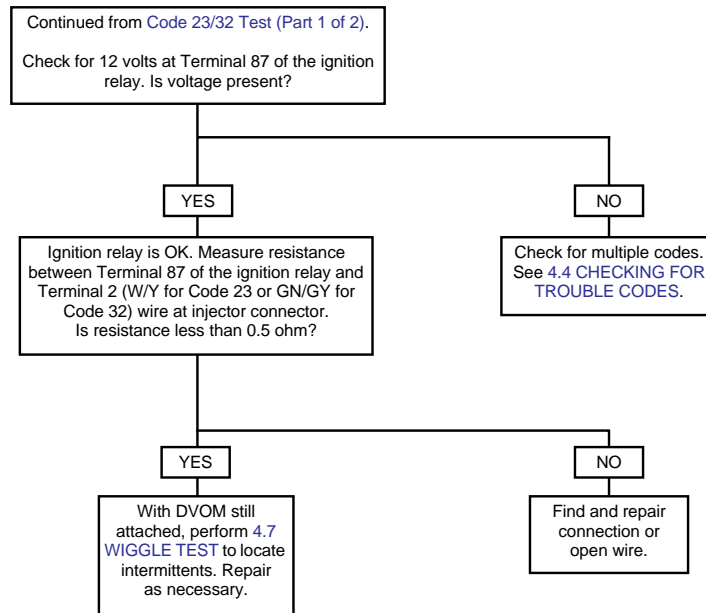 Continued from Code 23/32 Test (Part 1 of 2).
Check for 12 volts at Terminal 87 of the ignition
relay. Is voltage present?
YES
NO
Ignition relay is OK. Measure resistance
between Terminal 87 of the ignition relay and
Terminal 2 (W/Y for Code 23 or GN/GY for
Code 32) wire at injector connector.
Is resistance less than 0.5 ohm?
Check for multiple codes.
See 4.4 CHECKING FOR
TROUBLE CODES.
YES
NO
With DVOM still
attached, perform 4.7
WIGGLE TEST to locate
intermittents. Repair
as necessary.
Find and repair
connection or
open wire.